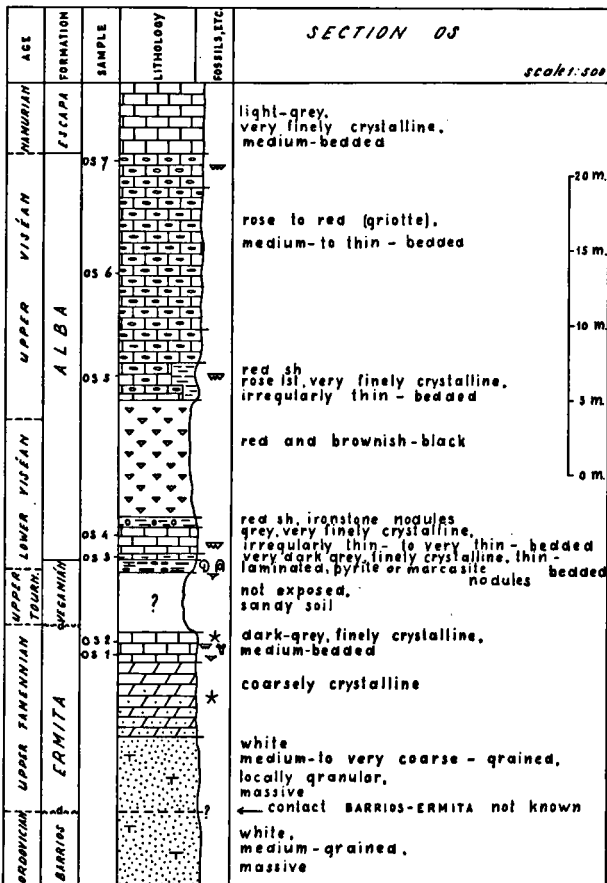 AGE
FORMATION
SAMPLE
LITHOLOGY
FOSSILS, ETC.
SECTION OS
scale 1:500
NAMURIAN
ESCAPA
light-grey,
very finely crystalline,
medium-bedded
OS 7
20 m.
UPPER VISÉAN
ALBA
rose to red (griotte),
medium-to thin-bedded
15 m.
OS 6
10 m.
OS 5
red sh
rose lst, very finely crystalline,
irregularly thin-bedded
5 m.
red and brownish-black
0 m.
LOWER VISÉAN
red sh, ironstone nodules
OS 4
grey, very finely crystalline,
irregularly thin- to very thin-bedded
OS 3
very dark grey, finely crystalline, thin-
bedded
laminated, pyrite or marcasite
nodules
UPPER TOURN.
VEGAMIÁN
?
not exposed,
sandy soil
OS 2
OS 1
dark-grey, finely crystalline,
medium-bedded
UPPER FAMENNIAN
ERMITA
coarsely crystalline
white
medium-to very coarse-grained,
locally granular,
massive
?
← contact BARRIOS-ERMITA not known
ORDOVICIAN
BARRIOS
white,
medium-grained,
massive